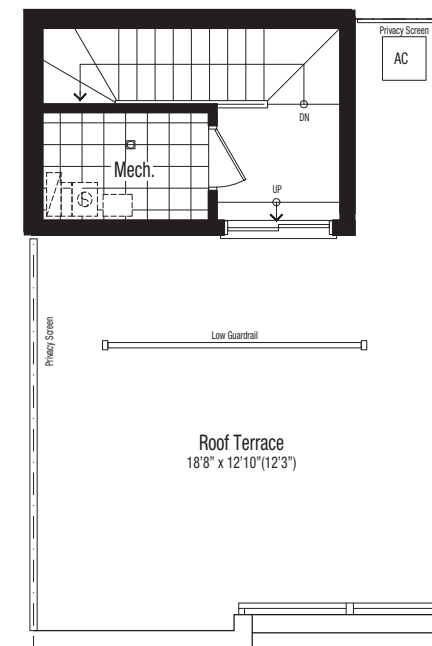 Privacy Screen
AC
DN
Mech.
UP
Privacy Screen
Low Guardrail
Roof Terrace
18'8" x 12'10"(12'3")